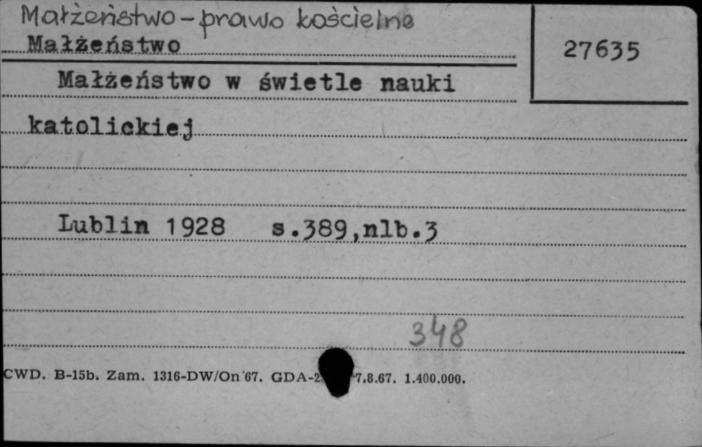 Małżeństwo - prawo kościelne
Małżeństwo
27635
Małżeństwo w świetle nauki
katolickiej
Lublin 1928 s.389,nlb.3
348
CWD. B-15b. Zam. 1316-DW/On 67. GDA-2 7.8.67. 1.400.000.